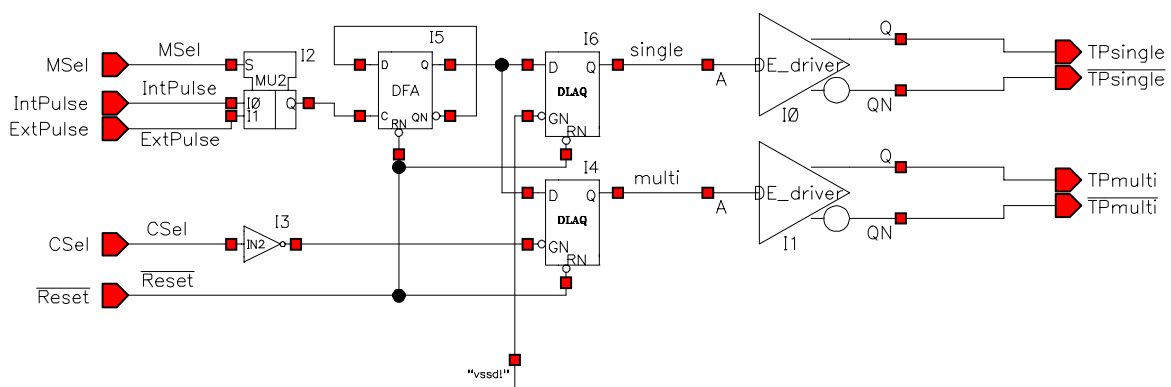 MSel
MSel
S
I2
MU2
IntPulse
IntPulse
IØ
I1
Q
ExtPulse
ExtPulse
I5
D
Q
DFA
C
QN
RN
I6
D
Q
DLAQ
GN
RN
single
A
DE_driver
IØ
Q
QN
TPsingle
TPsingle
I4
D
Q
DLAQ
GN
RN
multi
A
DE_driver
I1
Q
QN
TPmulti
TPmulti
CSel
CSel
I3
IN2
Reset
Reset
"vssd!"